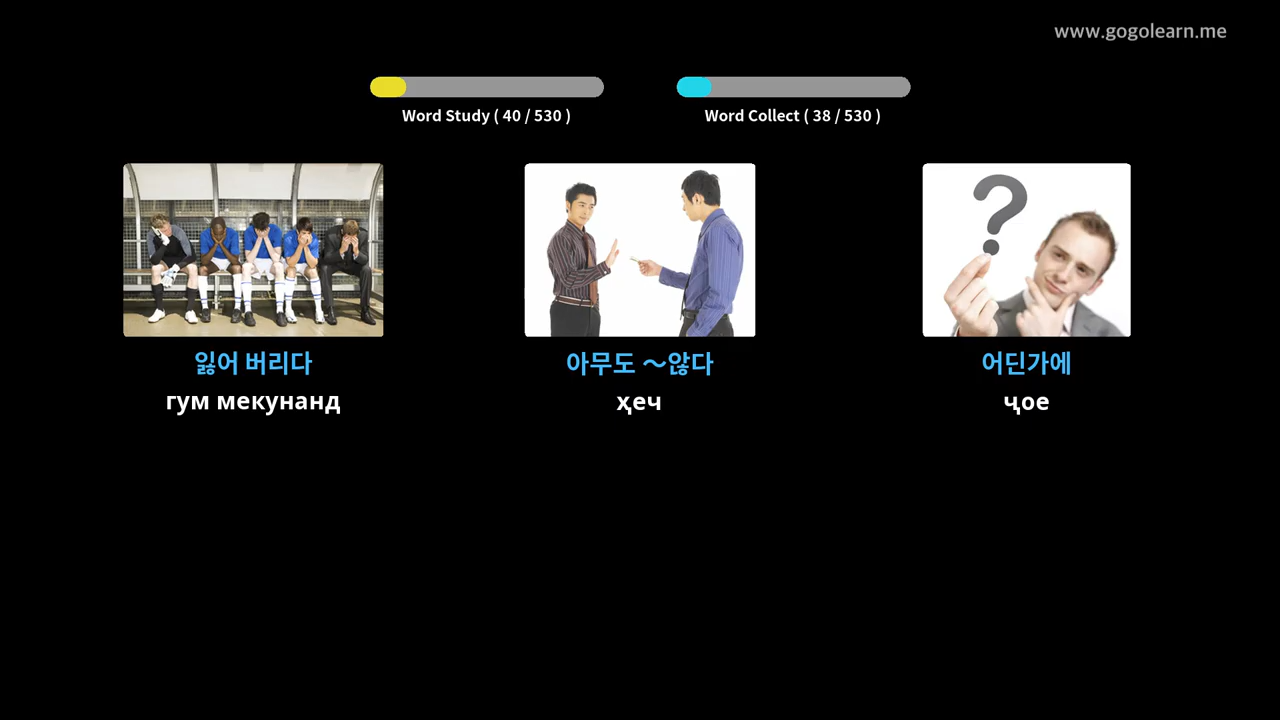 www.gogolearn.me
Word Study ( 40 / 530 )
Word Collect ( 38 / 530 )
잃어 버리다
아무도 ～않다
어딘가에
гум мекунанд
ҳеч
ҷое